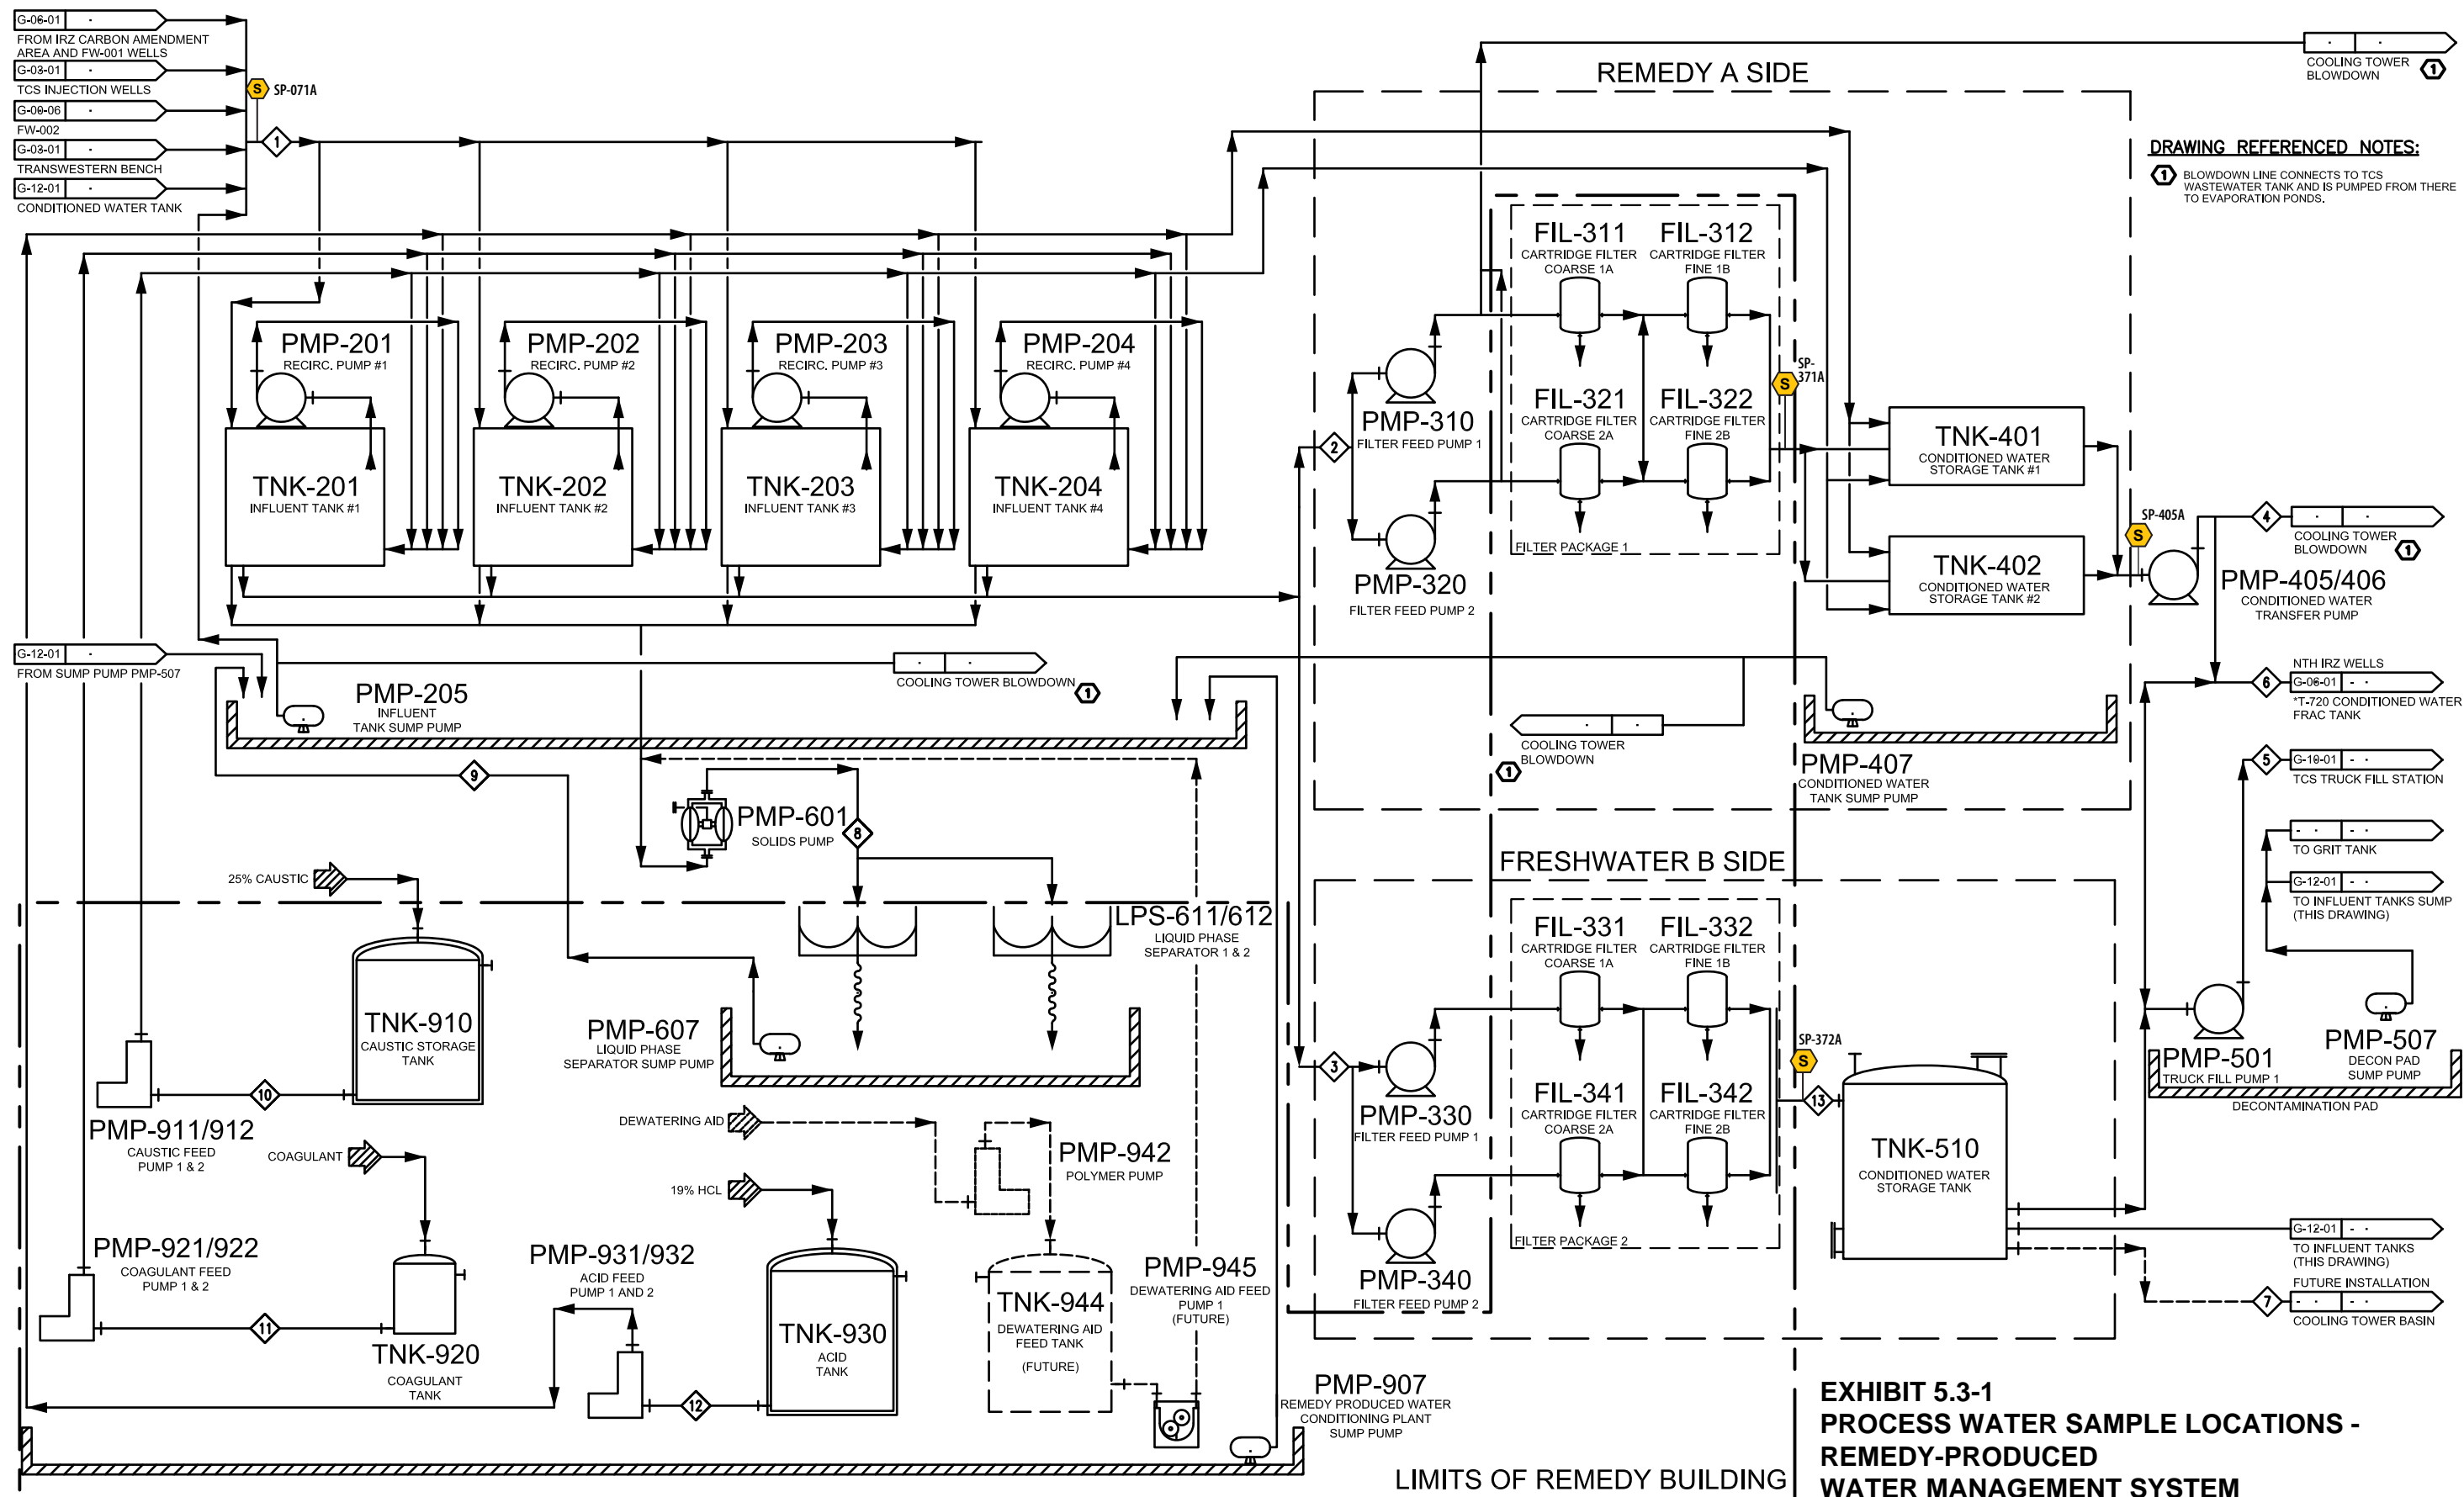 G-06-01
FROM IRZ CARBON AMENDMENT
AREA AND FW-001 WELLS
G-03-01
TCS INJECTION WELLS
G-00-06
FW-002
G-03-01
TRANSWESTERN BENCH
G-12-01
CONDITIONED WATER TANK
S SP-071A
1
REMEDY A SIDE
COOLING TOWER
BLOWDOWN 1
DRAWING REFERENCED NOTES:
1 BLOWDOWN LINE CONNECTS TO TCS
WASTEWATER TANK AND IS PUMPED FROM THERE
TO EVAPORATION PONDS.
PMP-201
RECIRC. PUMP #1
PMP-202
RECIRC. PUMP #2
PMP-203
RECIRC. PUMP #3
PMP-204
RECIRC. PUMP #4
TNK-201
INFLUENT TANK #1
TNK-202
INFLUENT TANK #2
TNK-203
INFLUENT TANK #3
TNK-204
INFLUENT TANK #4
FIL-311
CARTRIDGE FILTER
COARSE 1A
FIL-312
CARTRIDGE FILTER
FINE 1B
FIL-321
CARTRIDGE FILTER
COARSE 2A
FIL-322
CARTRIDGE FILTER
FINE 2B
FILTER PACKAGE 1
S SP-
371A
2
PMP-310
FILTER FEED PUMP 1
PMP-320
FILTER FEED PUMP 2
TNK-401
CONDITIONED WATER
STORAGE TANK #1
TNK-402
CONDITIONED WATER
STORAGE TANK #2
SP-405A
S
4
COOLING TOWER
BLOWDOWN 1
PMP-405/406
CONDITIONED WATER
TRANSFER PUMP
G-12-01
FROM SUMP PUMP PMP-507
PMP-205
INFLUENT
TANK SUMP PUMP
COOLING TOWER BLOWDOWN 1
COOLING TOWER
BLOWDOWN
1
PMP-407
CONDITIONED WATER
TANK SUMP PUMP
NTH IRZ WELLS
6 G-06-01
*T-720 CONDITIONED WATER
FRAC TANK
5 G-10-01
TCS TRUCK FILL STATION
TO GRIT TANK
G-12-01
TO INFLUENT TANKS SUMP
(THIS DRAWING)
9
PMP-601
SOLIDS PUMP
8
25% CAUSTIC
LPS-611/612
LIQUID PHASE
SEPARATOR 1 & 2
TNK-910
CAUSTIC STORAGE
TANK
PMP-607
LIQUID PHASE
SEPARATOR SUMP PUMP
10
PMP-911/912
CAUSTIC FEED
PUMP 1 & 2
COAGULANT
DEWATERING AID
PMP-942
POLYMER PUMP
19% HCL
PMP-921/922
COAGULANT FEED
PUMP 1 & 2
11
TNK-920
COAGULANT
TANK
PMP-931/932
ACID FEED
PUMP 1 AND 2
12
TNK-930
ACID
TANK
TNK-944
DEWATERING AID
FEED TANK
(FUTURE)
PMP-945
DEWATERING AID FEED
PUMP 1
(FUTURE)
PMP-907
REMEDY PRODUCED WATER
CONDITIONING PLANT
SUMP PUMP
FRESHWATER B SIDE
FIL-331
CARTRIDGE FILTER
COARSE 1A
FIL-332
CARTRIDGE FILTER
FINE 1B
FIL-341
CARTRIDGE FILTER
COARSE 2A
FIL-342
CARTRIDGE FILTER
FINE 2B
FILTER PACKAGE 2
3
PMP-330
FILTER FEED PUMP 1
PMP-340
FILTER FEED PUMP 2
SP-372A
S
13
TNK-510
CONDITIONED WATER
STORAGE TANK
PMP-501
TRUCK FILL PUMP 1
PMP-507
DECON PAD
SUMP PUMP
DECONTAMINATION PAD
G-12-01
TO INFLUENT TANKS
(THIS DRAWING)
FUTURE INSTALLATION
7
COOLING TOWER BASIN
LIMITS OF REMEDY BUILDING
EXHIBIT 5.3-1
PROCESS WATER SAMPLE LOCATIONS -
REMEDY-PRODUCED
WATER MANAGEMENT SYSTEM